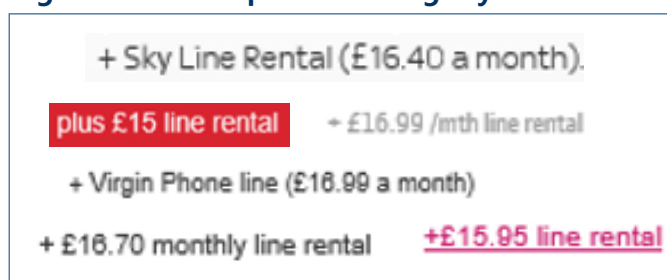 + Sky Line Rental (£16.40 a month).
plus £15 line rental
+ £16.99 /mth line rental
+ Virgin Phone line (£16.99 a month)
+ £16.70 monthly line rental
+£15.95 line rental